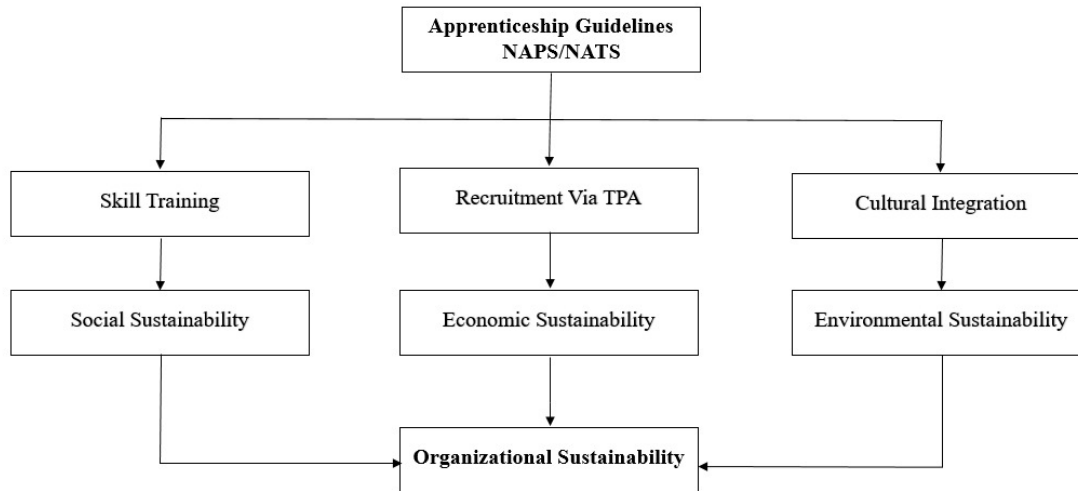 Apprenticeship Guidelines
NAPS/NATS
Skill Training
Recruitment Via TPA
Cultural Integration
Social Sustainability
Economic Sustainability
Environmental Sustainability
Organizational Sustainability